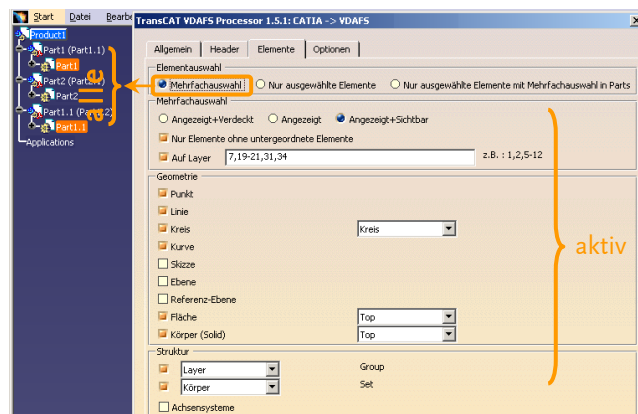 Start Datei Bearbe
TransCAT VDAFS Processor 1.5.1: CATIA -> VDAFS
Product1
Part1 (Part1.1)
Part1
Part2
Part2
Part1.1
Part1.1
Applications
alle
Allgemein Header Elemente Optionen
Elementauswahl
Mehrfachauswahl Nur ausgewählte Elemente Nur ausgewählte Elemente mit Mehrfachauswahl in Parts
Mehrfachauswahl
Angezeigt+Verdeckt Angezeigt Angezeigt+Sichtbar
Nur Elemente ohne untergeordnete Elemente
Auf Layer 7,19-21,31,34 z.B. : 1,2,5-12
Geometrie
Punkt
Linie
Kreis Kreis
Kurve
Skizze
Ebene
Referenz-Ebene
Fläche Top
Körper (Solid) Top
aktiv
Struktur
Layer Group
Körper Set
Achsensysteme